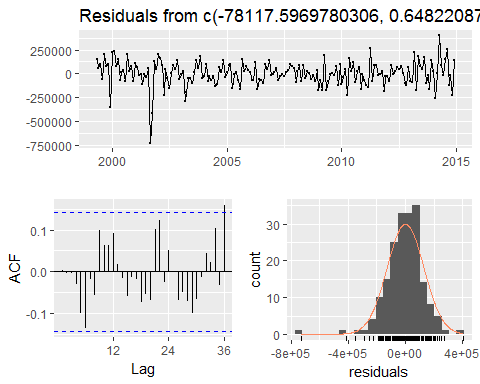 Residuals from c(-78117.5969780306, 0.64822087
250000
0
-250000
-500000
-750000
2000
2005
2010
2015
ACF
0.1
0.0
-0.1
12
24
36
Lag
count
30
20
10
0
-8e+05
-4e+05
0e+00
4e+05
residuals